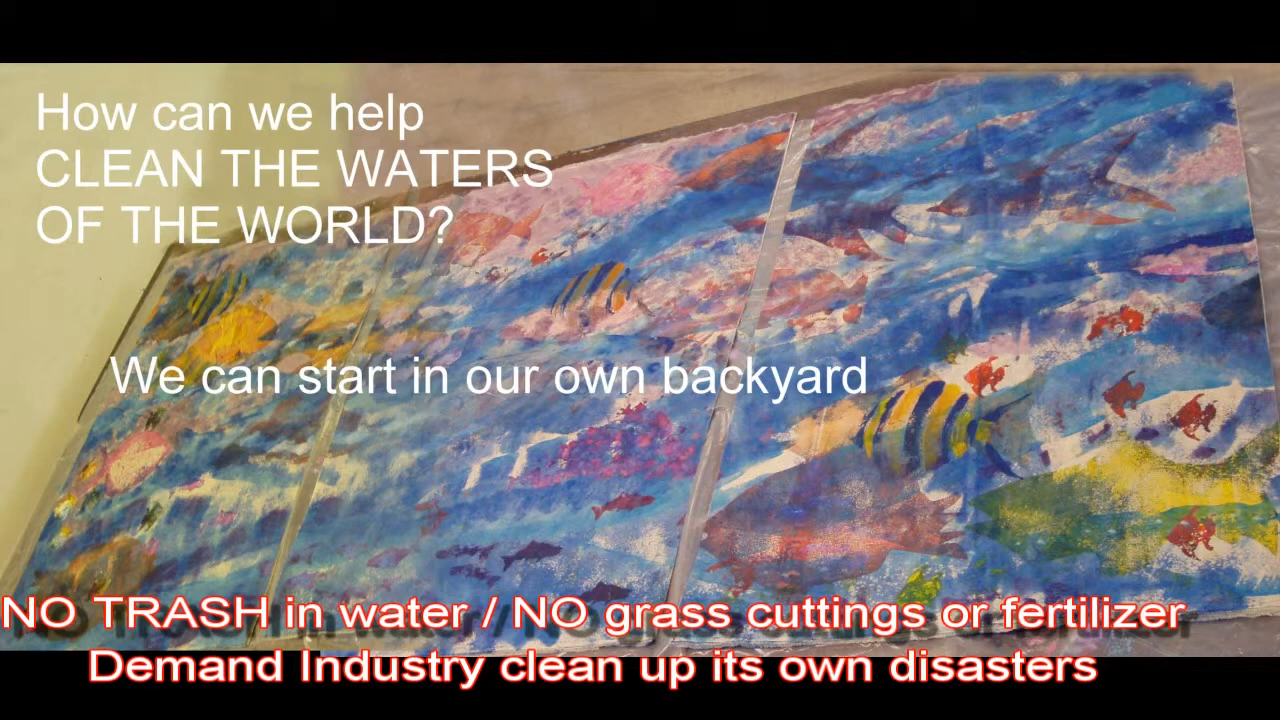 How can we help
CLEAN THE WATERS
OF THE WORLD?
We can start in our own backyard
NO TRASH in water / NO grass cuttings or fertilizer
Demand Industry clean up its own disasters